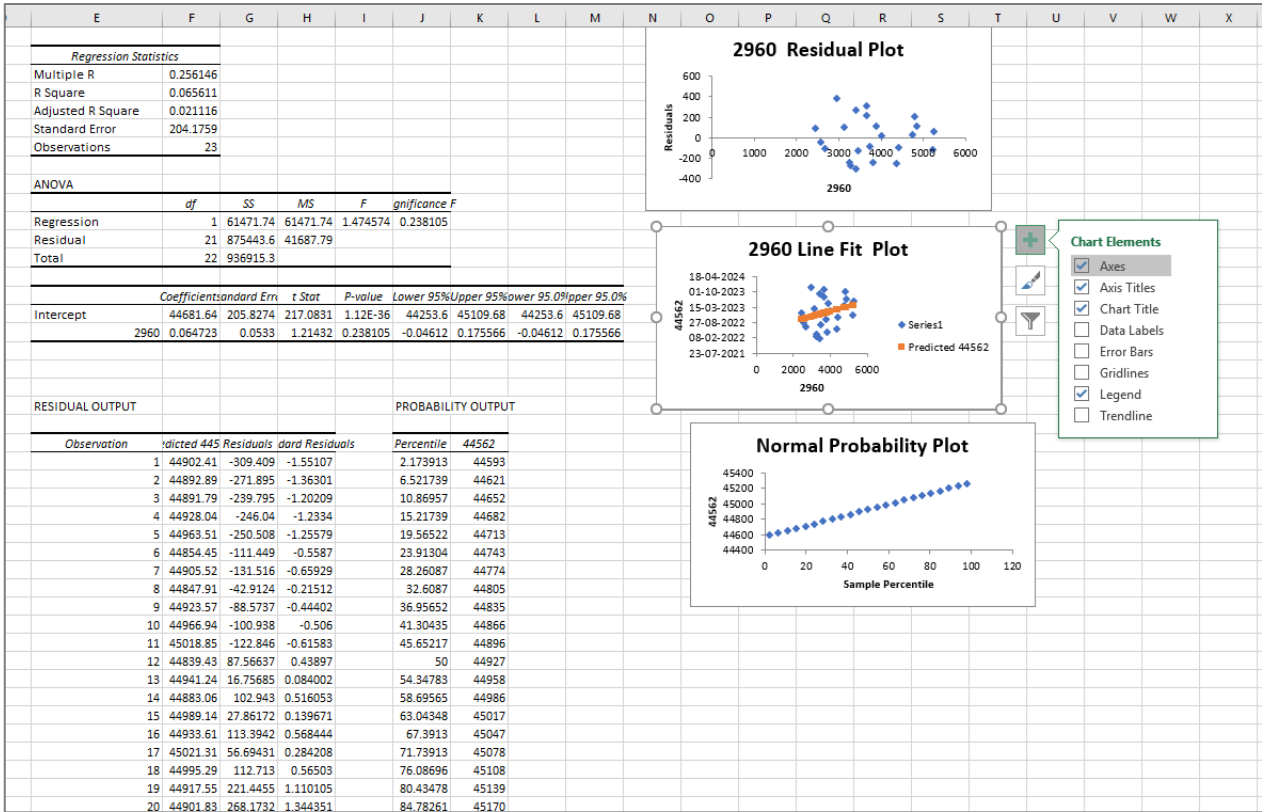 E F G H I J K L M N O P Q R S T U V W X
Regression Statistics
Multiple R 0.256146
R Square 0.065611
Adjusted R Square 0.021116
Standard Error 204.1759
Observations 23
ANOVA
df SS MS F gnificance F
Regression 1 61471.74 61471.74 1.474574 0.238105
Residual 21 875443.6 41687.79
Total 22 936915.3
Coefficients andard Erro t Stat P-value Lower 95% Upper 95% ower 95.0% Ipper 95.0%
Intercept 44681.64 205.8274 217.0831 1.12E-36 44253.6 45109.68 44253.6 45109.68
2960 0.064723 0.0533 1.21432 0.238105 -0.04612 0.175566 -0.04612 0.175566
RESIDUAL OUTPUT PROBABILITY OUTPUT
Observation edicted 445 Residuals dard Residuals Percentile 44562
1 44902.41 -309.409 -1.55107 2.173913 44593
2 44892.89 -271.895 -1.36301 6.521739 44621
3 44891.79 -239.795 -1.20209 10.86957 44652
4 44928.04 -246.04 -1.2334 15.21739 44682
5 44963.51 -250.508 -1.25579 19.56522 44713
6 44854.45 -111.449 -0.5587 23.91304 44743
7 44905.52 -131.516 -0.65929 28.26087 44774
8 44847.91 -42.9124 -0.21512 32.6087 44805
9 44923.57 -88.5737 -0.44402 36.95652 44835
10 44966.94 -100.938 -0.506 41.30435 44866
11 45018.85 -122.846 -0.61583 45.65217 44896
12 44839.43 87.56637 0.43897 50 44927
13 44941.24 16.75685 0.084002 54.34783 44958
14 44883.06 102.943 0.516053 58.69565 44986
15 44989.14 27.86172 0.139671 63.04348 45017
16 44933.61 113.3942 0.568444 67.3913 45047
17 45021.31 56.69431 0.284208 71.73913 45078
18 44995.29 112.713 0.56503 76.08696 45108
19 44917.55 221.4455 1.110105 80.43478 45139
20 44901.83 268.1732 1.344351 84.78261 45170
2960 Residual Plot
Residuals
600
400
200
0
-200
-400
0 1000 2000 3000 4000 5000 6000
2960
2960 Line Fit Plot
44562
18-04-2024
01-10-2023
15-03-2023
27-08-2022
08-02-2022
23-07-2021
0 2000 4000 6000
2960
Series1
Predicted 44562
Chart Elements
Axes
Axis Titles
Chart Title
Data Labels
Error Bars
Gridlines
Legend
Trendline
Normal Probability Plot
44562
45400
45200
45000
44800
44600
44400
0 20 40 60 80 100 120
Sample Percentile